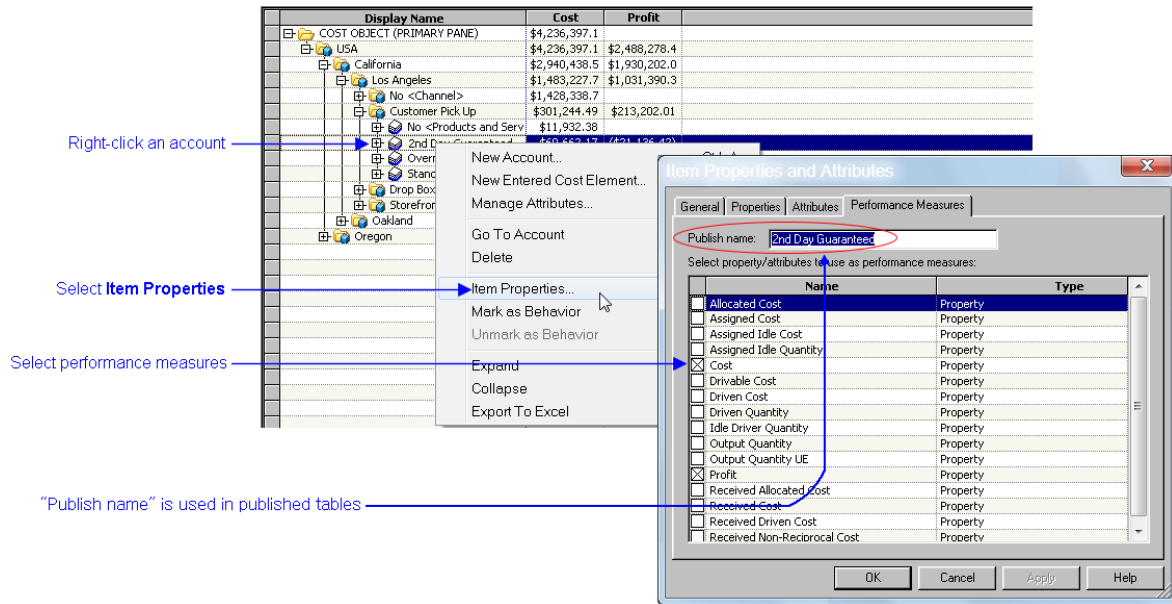 Display Name Cost Profit
COST OBJECT (PRIMARY PANE) $4,236,397.1
USA $4,236,397.1 $2,488,278.4
California $2,940,438.5 $1,930,202.0
Los Angeles $1,483,227.7 $1,031,390.3
No <Channel> $1,428,338.7
Customer Pick Up $301,244.49 $213,202.01
No <Products and Serv $11,932.38
2nd Day Guaranteed
Overr
Stand
Drop Box
Storefron
Oakland
Oregon
Right-click an account
Select Item Properties
Select performance measures
"Publish name" is used in published tables
New Account...
New Entered Cost Element...
Manage Attributes...
Go To Account
Delete
Item Properties...
Mark as Behavior
Unmark as Behavior
Expand
Collapse
Export To Excel
Item Properties and Attributes
General Properties Attributes Performance Measures
Publish name: 2nd Day Guaranteed
Select property/attributes to use as performance measures:
Name Type
Allocated Cost Property
Assigned Cost Property
Assigned Idle Cost Property
Assigned Idle Quantity Property
Cost Property
Drivable Cost Property
Driven Cost Property
Driven Quantity Property
Idle Driver Quantity Property
Output Quantity Property
Output Quantity UE Property
Profit Property
Received Allocated Cost Property
Received Cost Property
Received Driven Cost Property
Received Non-Reciprocal Cost Property
OK Cancel Apply Help